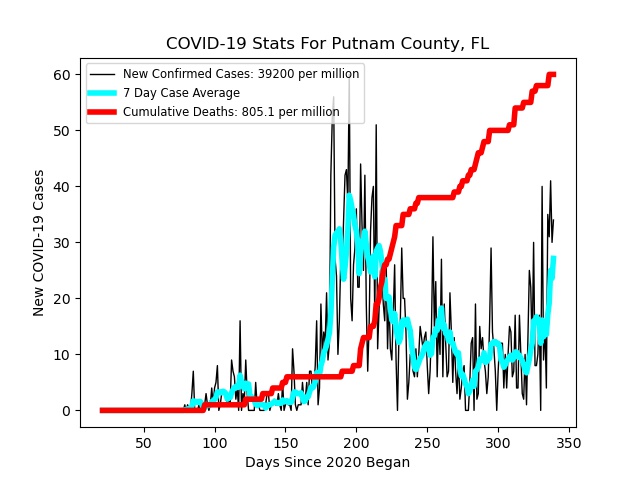 COVID-19 Stats For Putnam County, FL
New Confirmed Cases: 39200 per million
7 Day Case Average
Cumulative Deaths: 805.1 per million
New COVID-19 Cases
60
50
40
30
20
10
0
50 100 150 200 250 300 350
Days Since 2020 Began